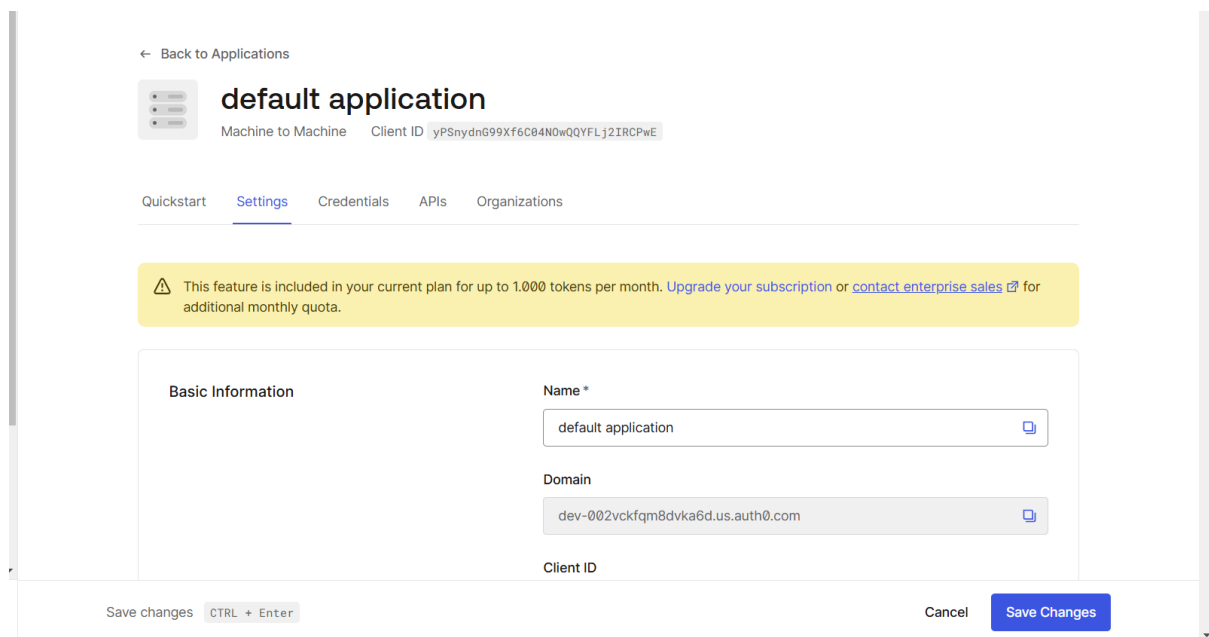 ← Back to Applications
default application
Machine to Machine Client ID yPSnydnG99Xf6C04NOwQQYFLj2IRCPwE
Quickstart Settings Credentials APIs Organizations
This feature is included in your current plan for up to 1.000 tokens per month. Upgrade your subscription or contact enterprise sales for
additional monthly quota.
Basic Information
Name *
default application
Domain
dev-002vckfqm8dvka6d.us.auth0.com
Client ID
Save changes CTRL + Enter
Cancel Save Changes